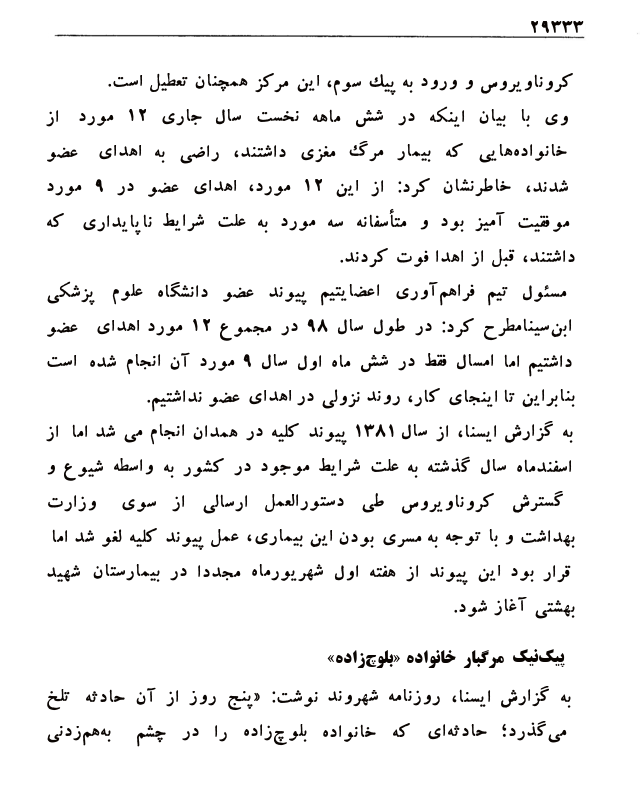 ۲۹۳۳۳
کروناویروس و ورود به پیك سوم، این مرکز همچنان تعطیل است.
وی با بیان اینکه در شش ماهه نخست سال جاری ۱۲ مورد از
خانواده‌هایی که بیمار مرگ مغزی داشتند، راضی به اهدای عضو
شدند، خاطرنشان کرد: از این ۱۲ مورد، اهدای عضو در ۹ مورد
موفقیت آمیز بود و متأسفانه سه مورد به علت شرایط ناپایداری که
داشتند، قبل از اهدا فوت کردند.
مسئول تیم فراهم‌آوری اعضایتیم پیوند عضو دانشگاه علوم پزشکی
ابن‌سینامطرح کرد: در طول سال ۹۸ در مجموع ۱۲ مورد اهدای عضو
داشتیم اما امسال فقط در شش ماه اول سال ۹ مورد آن انجام شده است
بنابراین تا اینجای کار، روند نزولی در اهدای عضو نداشتیم.
به گزارش ایسنا، از سال ۱۳۸۱ پیوند کلیه در همدان انجام می شد اما از
اسفندماه سال گذشته به علت شرایط موجود در کشور به واسطه شیوع و
گسترش کروناویروس طی دستورالعمل ارسالی از سوی وزارت
بهداشت و با توجه به مسری بودن این بیماری، عمل پیوند کلیه لغو شد اما
قرار بود این پیوند از هفته اول شهریورماه مجددا در بیمارستان شهید
بهشتی آغاز شود.
پیک‌نیک مرگبار خانواده «بلوچ‌زاده»
به گزارش ایسنا، روزنامه شهروند نوشت: «پنج روز از آن حادثه تلخ
می‌گذرد؛ حادثه‌ای که خانواده بلوچ‌زاده را در چشم به‌هم‌زدنی